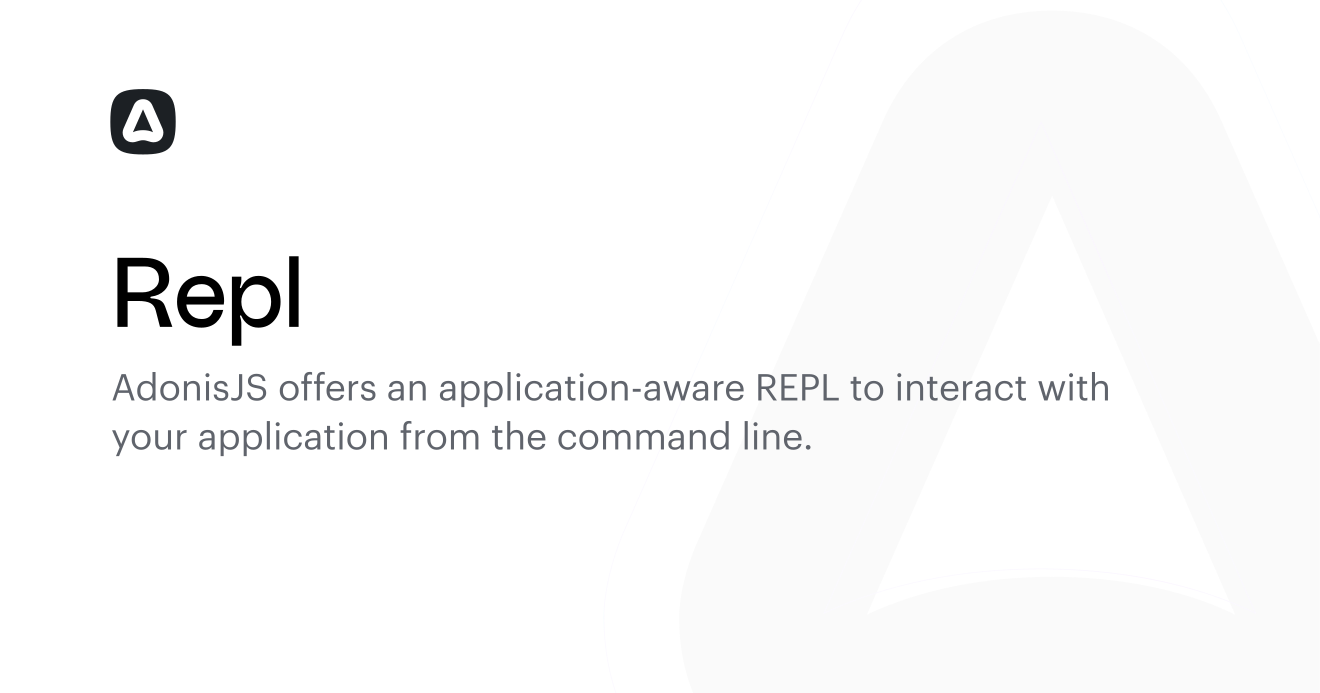 Repl
AdonisJS offers an application-aware REPL to interact with
your application from the command line.